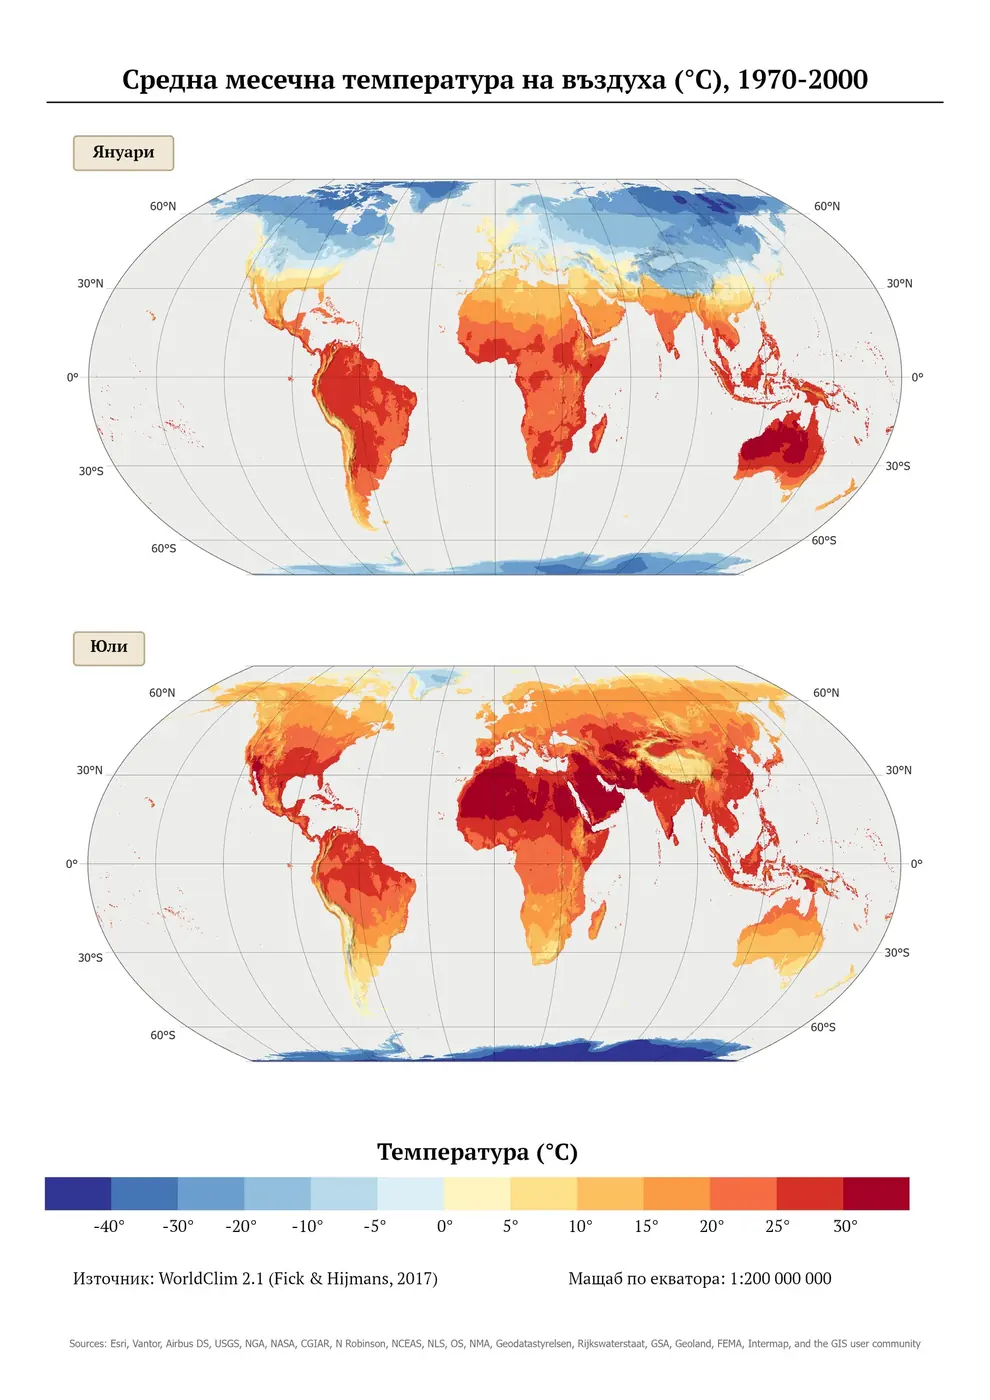 Средна месечна температура на въздуха (°C), 1970-2000
Януари
60°N 60°N
30°N 30°N
0° 0°
30°S 30°S
60°S 60°S
Юли
60°N 60°N
30°N 30°N
0° 0°
30°S 30°S
60°S 60°S
Температура (°C)
-40° -30° -20° -10° -5° 0° 5° 10° 15° 20° 25° 30°
Източник: WorldClim 2.1 (Fick & Hijmans, 2017) Мащаб по екватора: 1:200 000 000
Sources: Esri, Vantor, Airbus DS, USGS, NGA, NASA, CGIAR, N Robinson, NCEAS, NLS, OS, NMA, Geodatastyrelsen, Rijkswaterstaat, GSA, Geoland, FEMA, Intermap, and the GIS user community